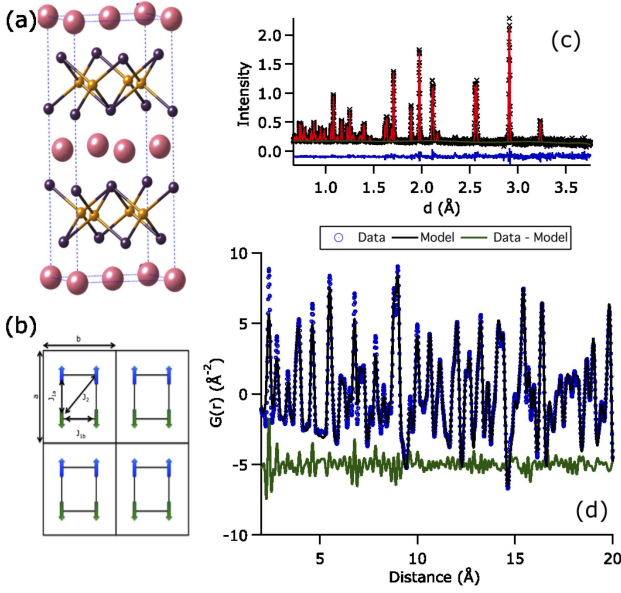 (a)
(b)
b
a
J1a
J2
J1b
(c)
Intensity
2.0
1.5
1.0
0.5
0.0
1.0 1.5 2.0 2.5 3.0 3.5
d (Å)
Data Model Data - Model
G(r) (Å-2)
10
5
0
-5
-10
(d)
5 10 15 20
Distance (Å)